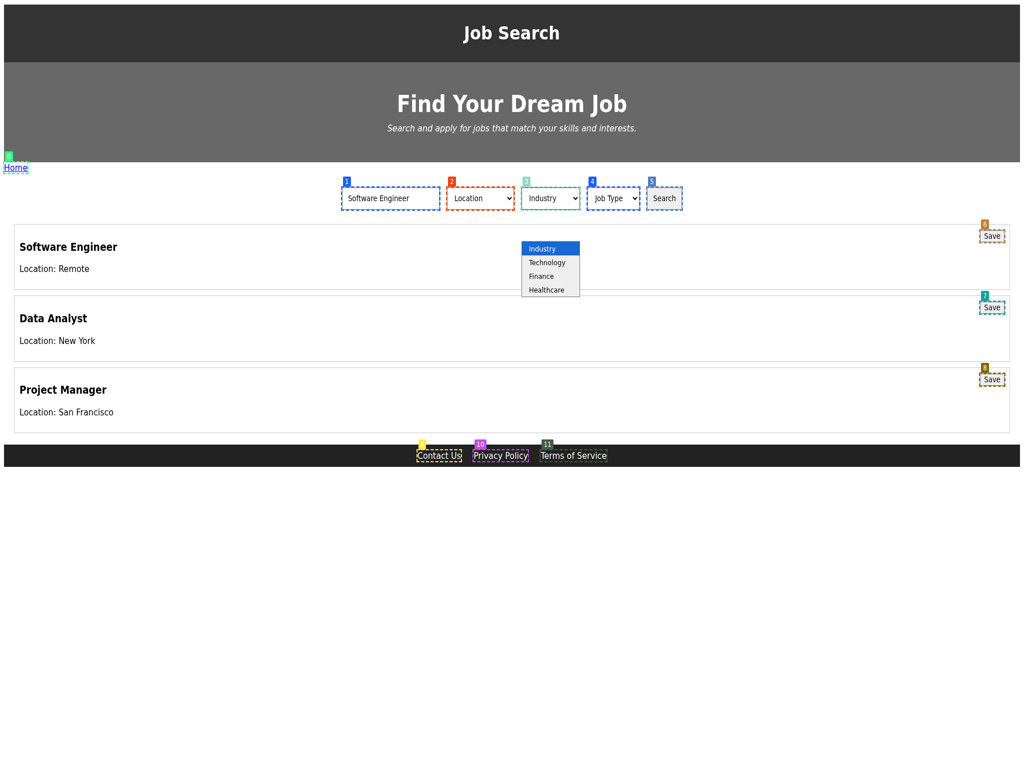 Job Search
Find Your Dream Job
Search and apply for jobs that match your skills and interests.
0
Home
1 2 3 4 5
Software Engineer Location Industry Job Type Search
6
Save
Software Engineer
Location: Remote
Industry
Technology
Finance
Healthcare
7
Save
Data Analyst
Location: New York
8
Save
Project Manager
Location: San Francisco
9 10 11
Contact Us Privacy Policy Terms of Service